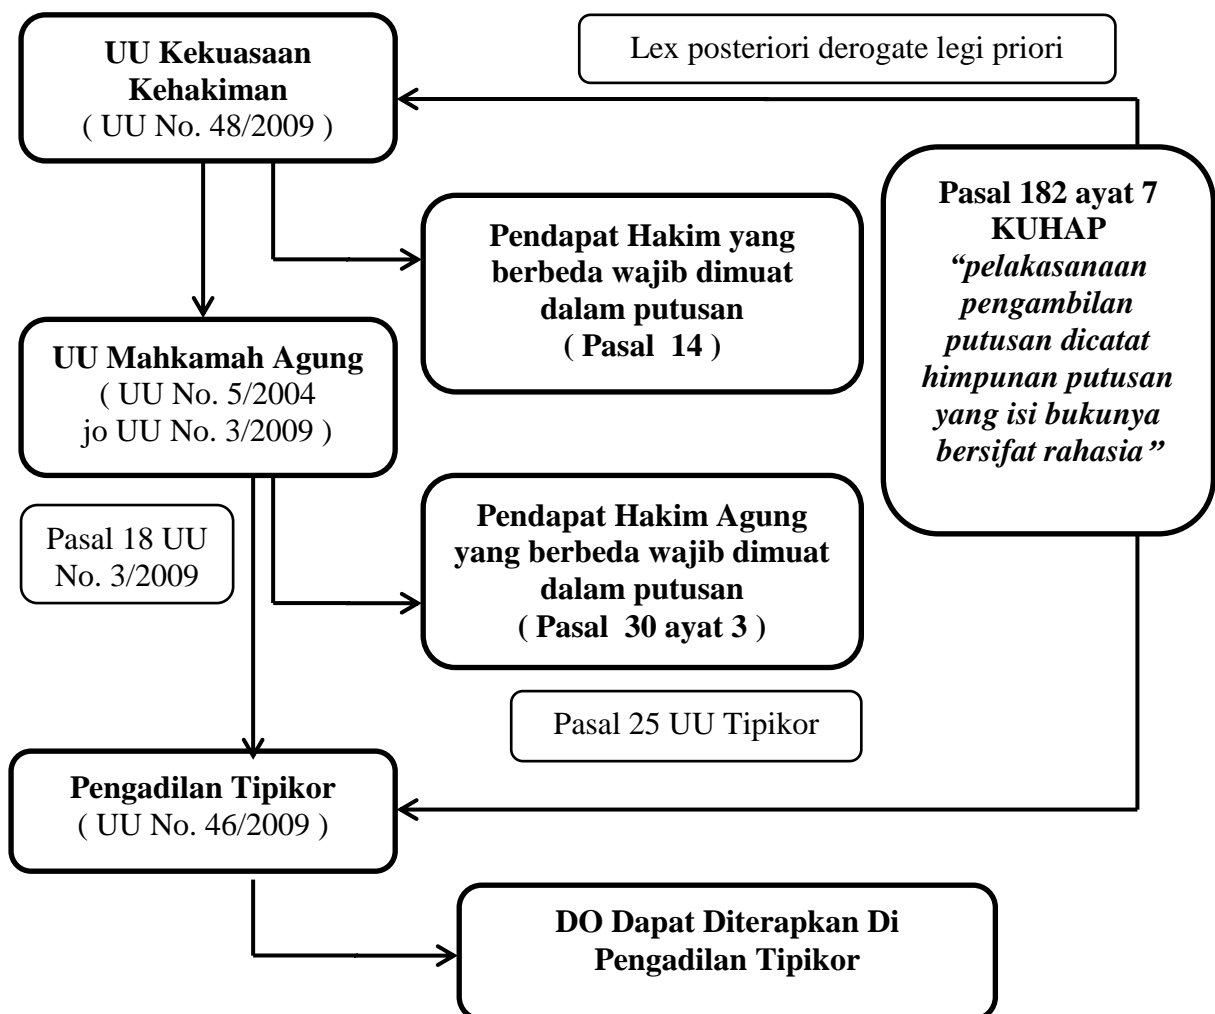 UU Kekuasaan
Kehakiman
( UU No. 48/2009 )
Lex posteriori derogate legi priori
Pasal 182 ayat 7
KUHAP
“pelakasanaan
pengambilan
putusan dicatat
himpunan putusan
yang isi bukunya
bersifat rahasia”
Pendapat Hakim yang
berbeda wajib dimuat
dalam putusan
( Pasal 14 )
UU Mahkamah Agung
( UU No. 5/2004
jo UU No. 3/2009 )
Pendapat Hakim Agung
yang berbeda wajib dimuat
dalam putusan
( Pasal 30 ayat 3 )
Pasal 18 UU
No. 3/2009
Pasal 25 UU Tipikor
Pengadilan Tipikor
( UU No. 46/2009 )
DO Dapat Diterapkan Di
Pengadilan Tipikor